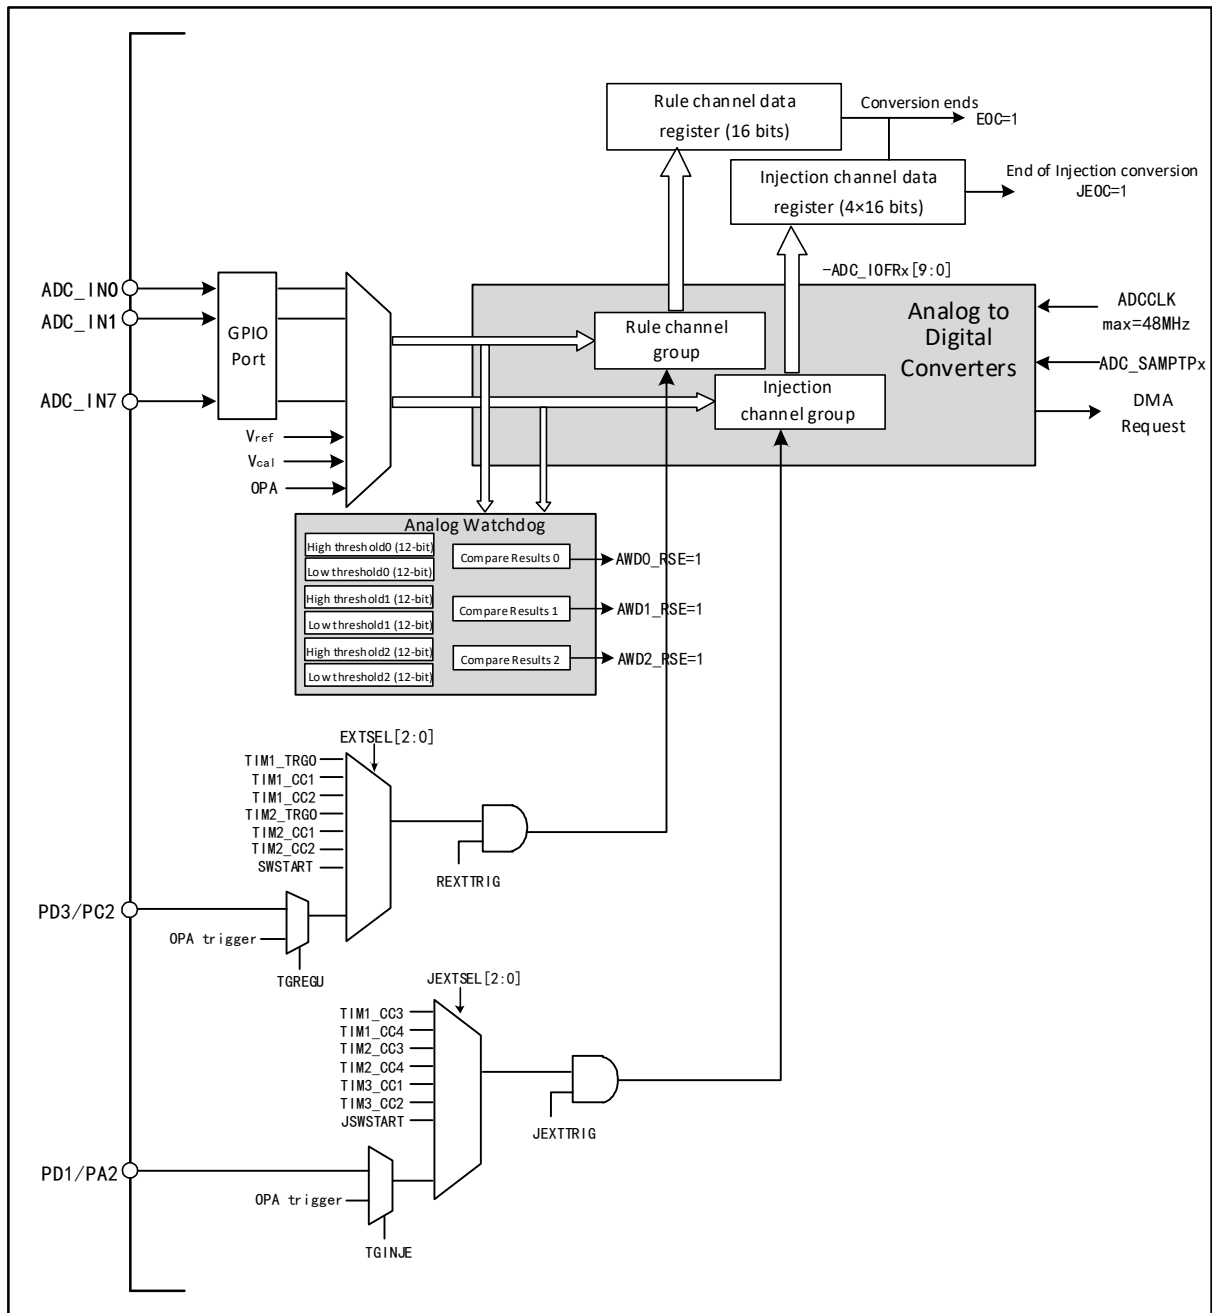 Rule channel data
register (16 bits)
Conversion ends
EOC=1
Injection channel data
register (4×16 bits)
End of Injection conversion
JEOC=1
-ADC_IOFRx[9:0]
ADC_IN0
ADC_IN1
ADC_IN7
GPIO
Port
Vref
Vcal
OPA
Rule channel
group
Injection
channel group
Analog to
Digital
Converters
ADCCLK
max=48MHz
ADC_SAMPTPx
DMA
Request
Analog Watchdog
High threshold0 (12-bit)
Low threshold0 (12-bit)
High threshold1 (12-bit)
Low threshold1 (12-bit)
High threshold2 (12-bit)
Low threshold2 (12-bit)
Compare Results 0
Compare Results 1
Compare Results 2
AWD0_RSE=1
AWD1_RSE=1
AWD2_RSE=1
EXTSEL[2:0]
TIM1_TRGO
TIM1_CC1
TIM1_CC2
TIM2_TRGO
TIM2_CC1
TIM2_CC2
SWSTART
REXTTRIG
PD3/PC2
OPA trigger
TGREGU
JEXTSEL[2:0]
TIM1_CC3
TIM1_CC4
TIM2_CC3
TIM2_CC4
TIM3_CC1
TIM3_CC2
JSWSTART
JEXTTRIG
PD1/PA2
OPA trigger
TGINJE